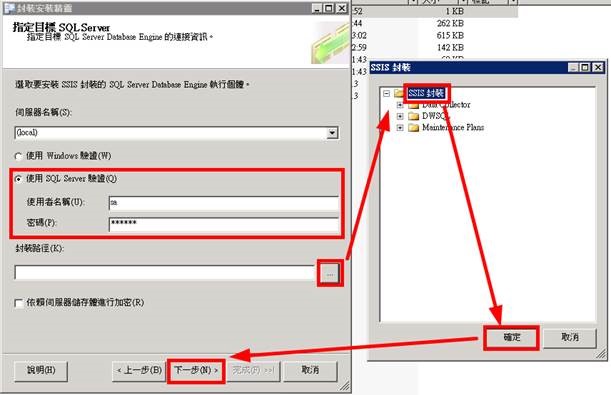 封裝安裝精靈
指定目標 SQL Server
指定目標 SQL Server Database Engine 的連接資訊。
選取要安裝 SSIS 封裝的 SQL Server Database Engine 執行個體。
伺服器名稱(S):
(local)
使用 Windows 驗證(W)
使用 SQL Server 驗證(Q)
使用者名稱(U):
sa
密碼(P):
******
封裝路徑(K):
...
依賴伺服器儲存體進行加密(R)
說明(H)
< 上一步(B)
下一步(N) >
完成(F) >>|
取消
:52
1 KB
:44
262 KB
3:02
615 KB
2:59
142 KB
1:43
1:43
SSIS 封裝
SSIS 封裝
Data Collector
DWSQL
Maintenance Plans
確定
取消